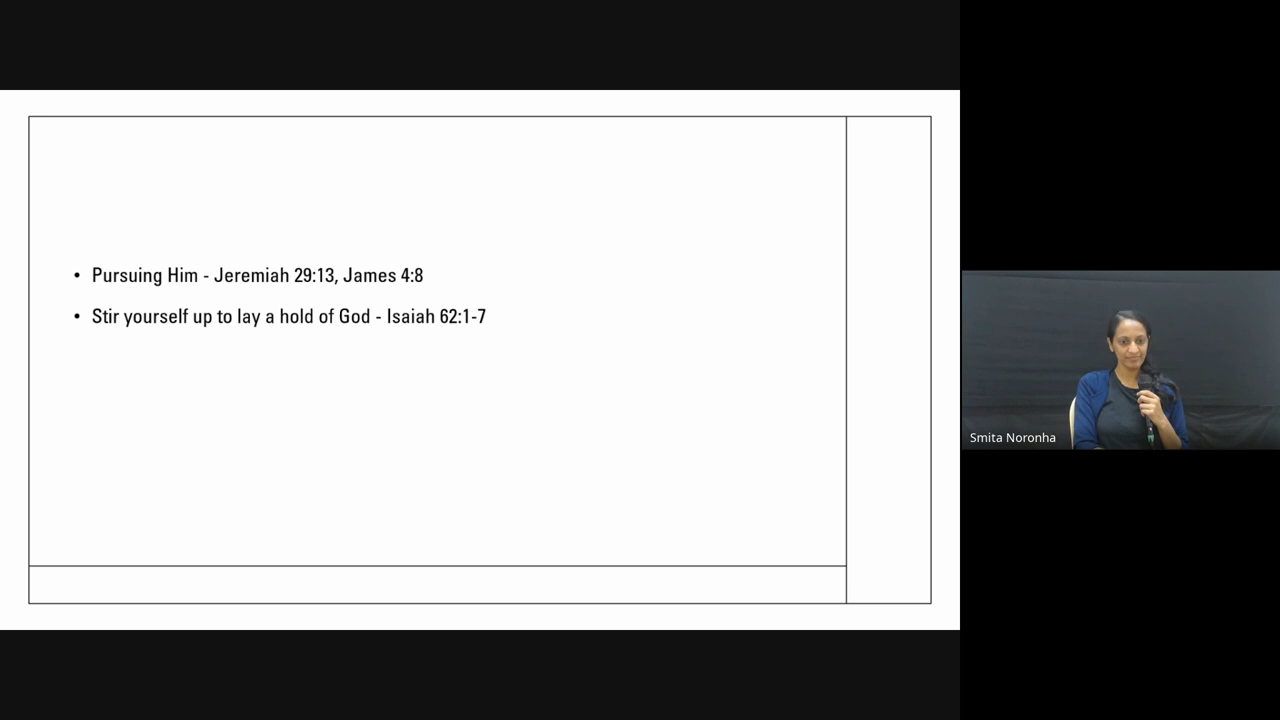 • Pursuing Him - Jeremiah 29:13, James 4:8
• Stir yourself up to lay a hold of God - Isaiah 62:1-7
Smita Noronha